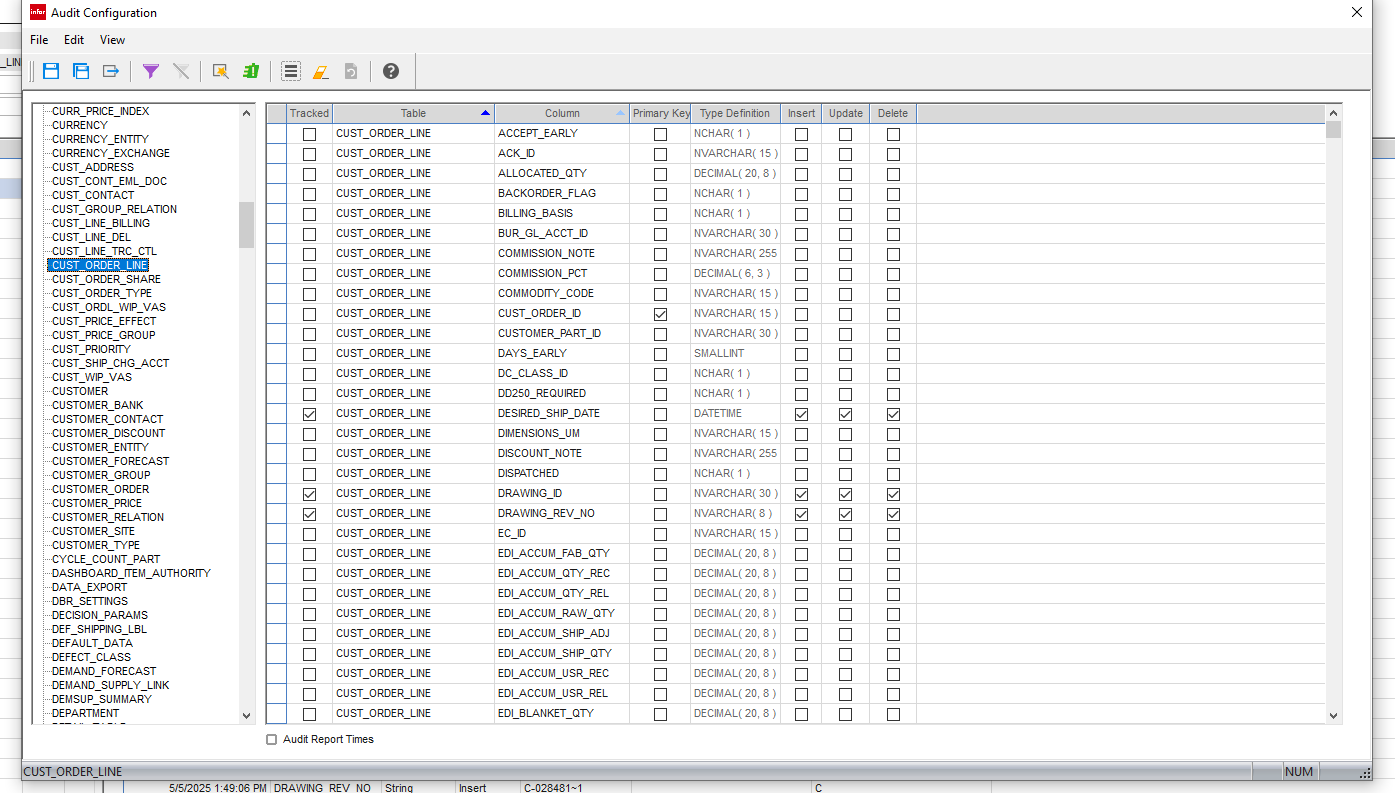 infor Audit Configuration
File Edit View
_LIN
CURR_PRICE_INDEX
CURRENCY
CURRENCY_ENTITY
CURRENCY_EXCHANGE
CUST_ADDRESS
CUST_CONT_EML_DOC
CUST_CONTACT
CUST_GROUP_RELATION
CUST_LINE_BILLING
CUST_LINE_DEL
CUST_LINE_TRC_CTL
CUST_ORDER_LINE
CUST_ORDER_SHARE
CUST_ORDER_TYPE
CUST_ORDL_WIP_VAS
CUST_PRICE_EFFECT
CUST_PRICE_GROUP
CUST_PRIORITY
CUST_SHIP_CHG_ACCT
CUST_WIP_VAS
CUSTOMER
CUSTOMER_BANK
CUSTOMER_CONTACT
CUSTOMER_DISCOUNT
CUSTOMER_ENTITY
CUSTOMER_FORECAST
CUSTOMER_GROUP
CUSTOMER_ORDER
CUSTOMER_PRICE
CUSTOMER_RELATION
CUSTOMER_SITE
CUSTOMER_TYPE
CYCLE_COUNT_PART
DASHBOARD_ITEM_AUTHORITY
DATA_EXPORT
DBR_SETTINGS
DECISION_PARAMS
DEF_SHIPPING_LBL
DEFAULT_DATA
DEFECT_CLASS
DEMAND_FORECAST
DEMAND_SUPPLY_LINK
DEMSUP_SUMMARY
DEPARTMENT
Tracked Table Column Primary Key Type Definition Insert Update Delete
CUST_ORDER_LINE ACCEPT_EARLY NCHAR( 1 )
CUST_ORDER_LINE ACK_ID NVARCHAR( 15 )
CUST_ORDER_LINE ALLOCATED_QTY DECIMAL( 20, 8 )
CUST_ORDER_LINE BACKORDER_FLAG NCHAR( 1 )
CUST_ORDER_LINE BILLING_BASIS NCHAR( 1 )
CUST_ORDER_LINE BUR_GL_ACCT_ID NVARCHAR( 30 )
CUST_ORDER_LINE COMMISSION_NOTE NVARCHAR( 255
CUST_ORDER_LINE COMMISSION_PCT DECIMAL( 6, 3 )
CUST_ORDER_LINE COMMODITY_CODE NVARCHAR( 15 )
CUST_ORDER_LINE CUST_ORDER_ID NVARCHAR( 15 )
CUST_ORDER_LINE CUSTOMER_PART_ID NVARCHAR( 30 )
CUST_ORDER_LINE DAYS_EARLY SMALLINT
CUST_ORDER_LINE DC_CLASS_ID NCHAR( 1 )
CUST_ORDER_LINE DD250_REQUIRED NCHAR( 1 )
CUST_ORDER_LINE DESIRED_SHIP_DATE DATETIME
CUST_ORDER_LINE DIMENSIONS_UM NVARCHAR( 15 )
CUST_ORDER_LINE DISCOUNT_NOTE NVARCHAR( 255
CUST_ORDER_LINE DISPATCHED NCHAR( 1 )
CUST_ORDER_LINE DRAWING_ID NVARCHAR( 30 )
CUST_ORDER_LINE DRAWING_REV_NO NVARCHAR( 8 )
CUST_ORDER_LINE EC_ID NVARCHAR( 15 )
CUST_ORDER_LINE EDI_ACCUM_FAB_QTY DECIMAL( 20, 8 )
CUST_ORDER_LINE EDI_ACCUM_QTY_REC DECIMAL( 20, 8 )
CUST_ORDER_LINE EDI_ACCUM_QTY_REL DECIMAL( 20, 8 )
CUST_ORDER_LINE EDI_ACCUM_RAW_QTY DECIMAL( 20, 8 )
CUST_ORDER_LINE EDI_ACCUM_SHIP_ADJ DECIMAL( 20, 8 )
CUST_ORDER_LINE EDI_ACCUM_SHIP_QTY DECIMAL( 20, 8 )
CUST_ORDER_LINE EDI_ACCUM_USR_REC DECIMAL( 20, 8 )
CUST_ORDER_LINE EDI_ACCUM_USR_REL DECIMAL( 20, 8 )
CUST_ORDER_LINE EDI_BLANKET_QTY DECIMAL( 20, 8 )
Audit Report Times
CUST_ORDER_LINE NUM
5/5/2025 1:49:06 PM DRAWING_REV_NO String Insert C-028481~1 C